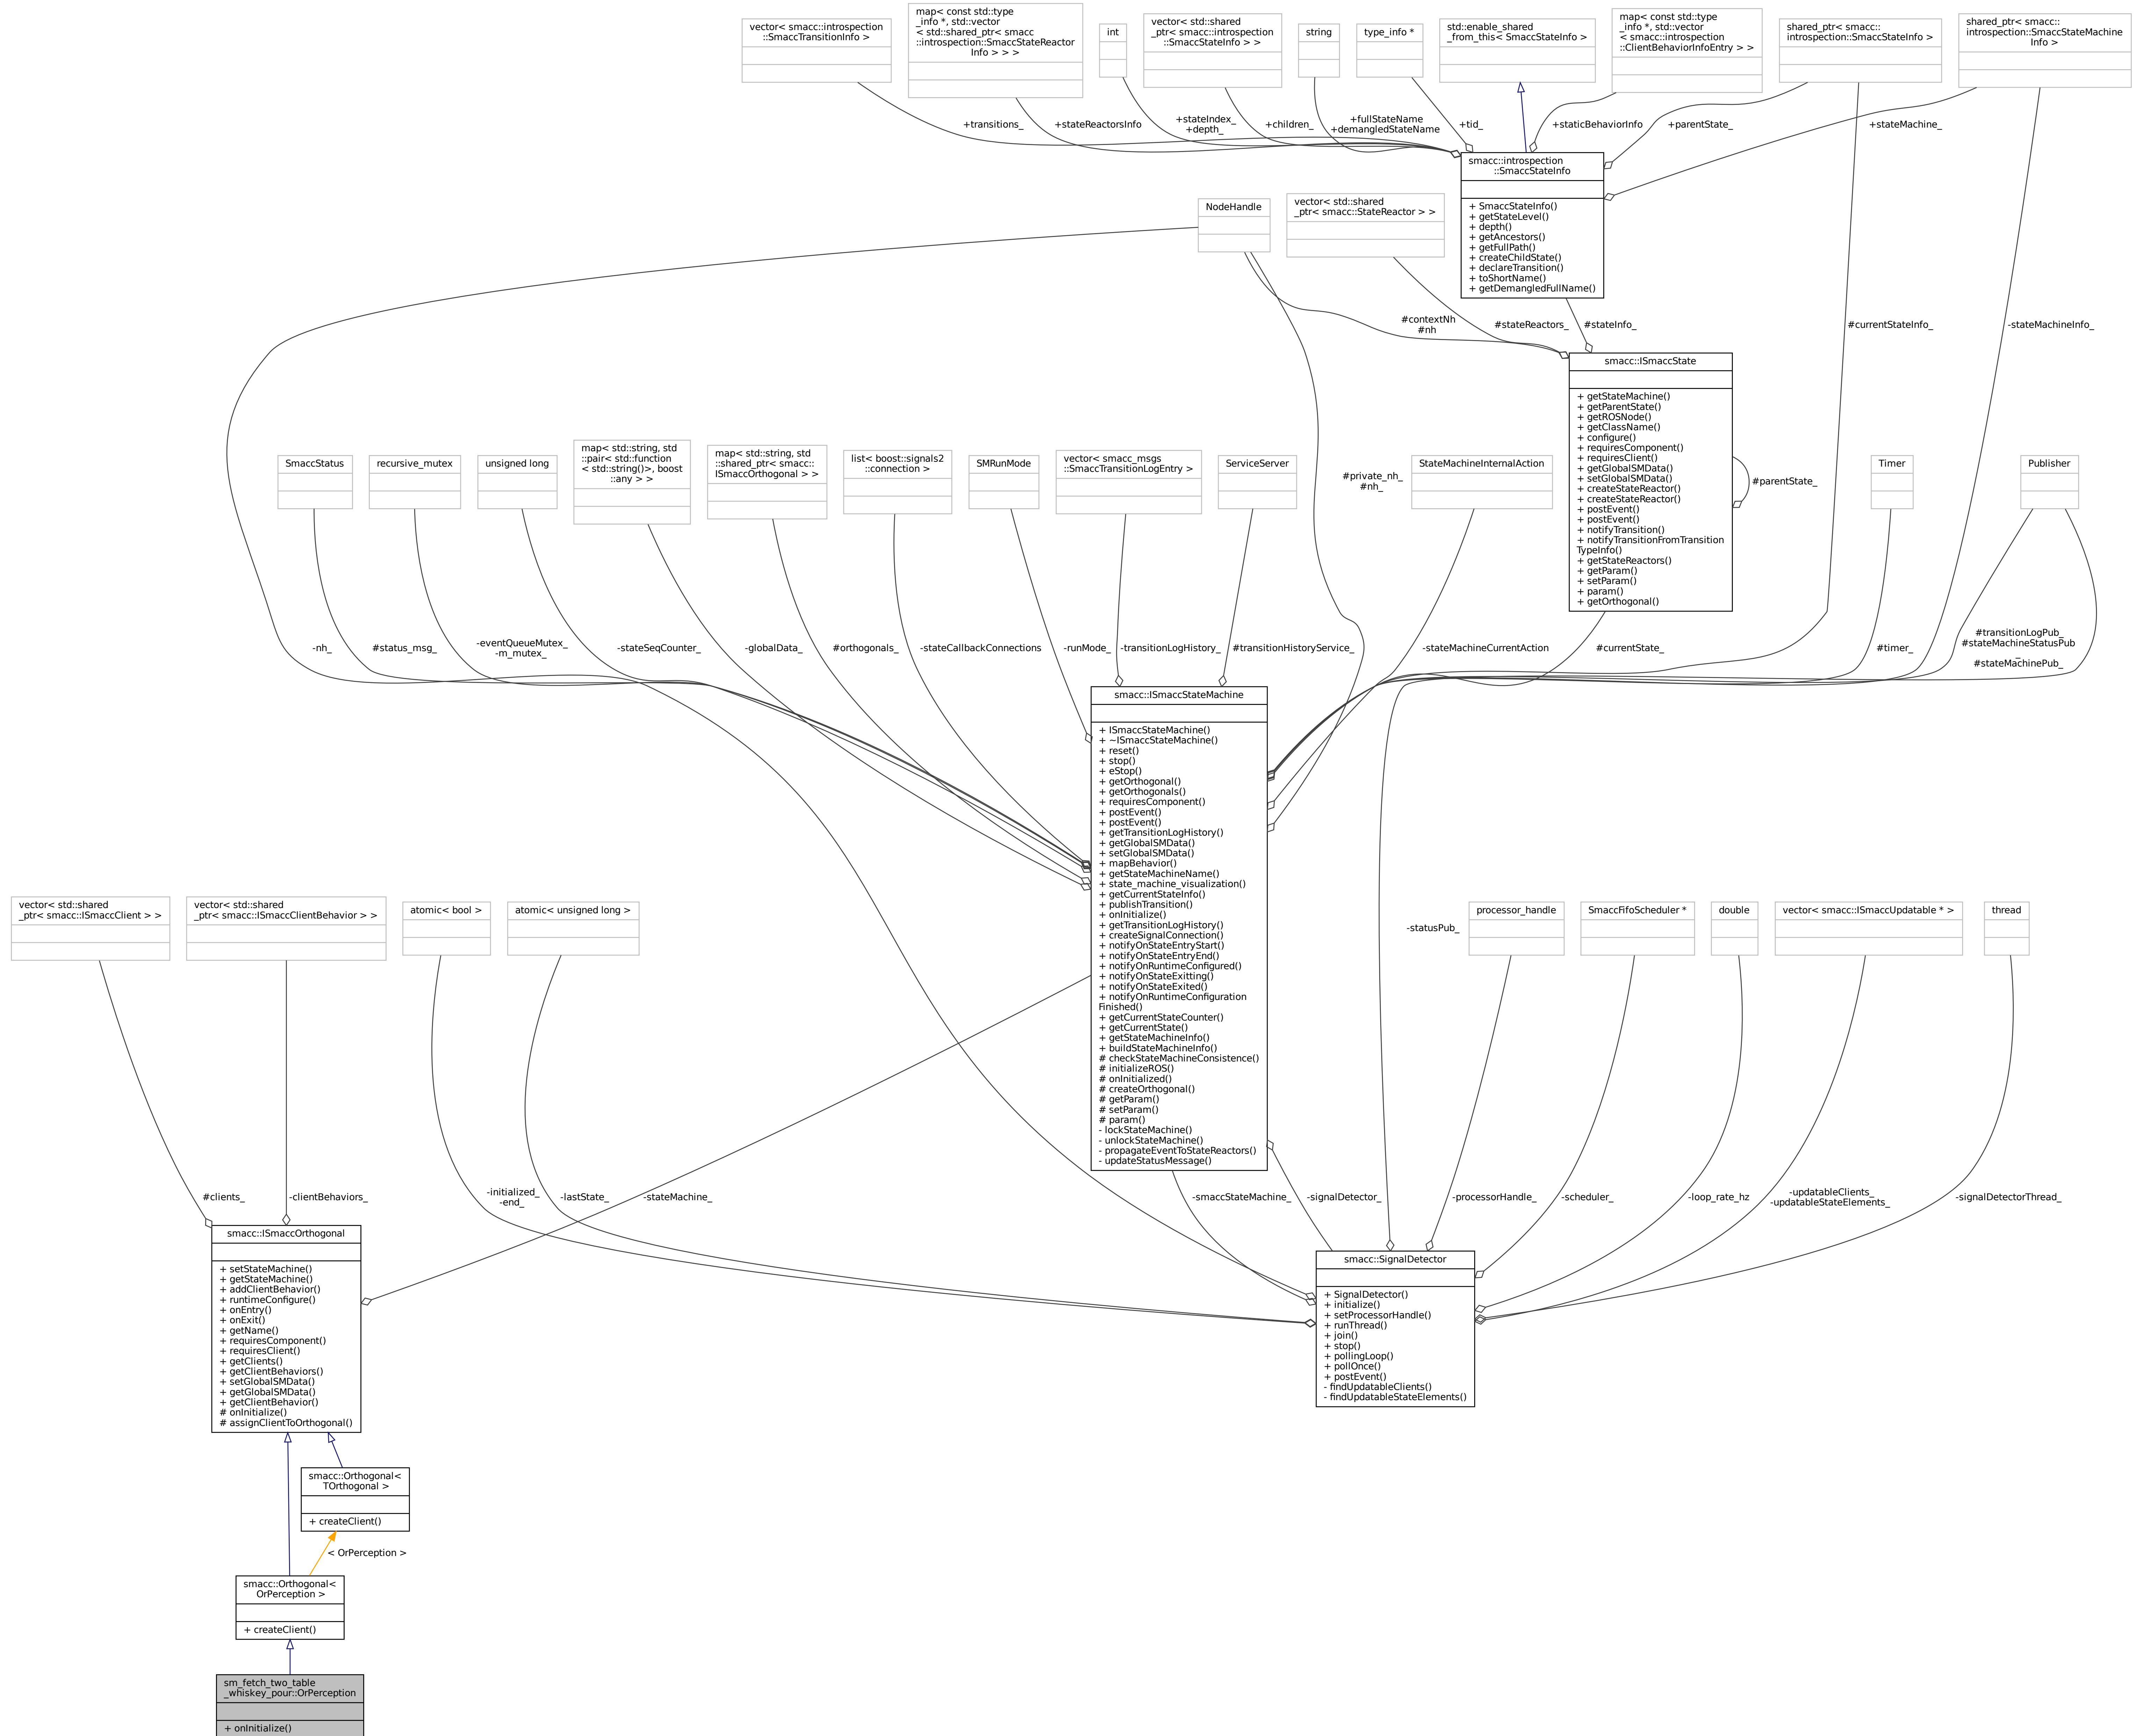 vector< smacc::introspection
::SmaccTransitionInfo >
map< const std::type
_info *, std::vector
< std::shared_ptr< smacc
::introspection::SmaccStateReactor
Info > > >
int
vector< std::shared
_ptr< smacc::introspection
::SmaccStateInfo > >
string
type_info *
std::enable_shared
_from_this< SmaccStateInfo >
map< const std::type
_info *, std::vector
< smacc::introspection
::ClientBehaviorInfoEntry > >
shared_ptr< smacc::
introspection::SmaccStateInfo >
shared_ptr< smacc::
introspection::SmaccStateMachine
Info >
+transitions_
+stateReactorsInfo
+stateIndex_
+depth_
+children_
+fullStateName
+demangledStateName
+tid_
+staticBehaviorInfo
+parentState_
+stateMachine_
smacc::introspection
::SmaccStateInfo
+ SmaccStateInfo()
+ getStateLevel()
+ depth()
+ getAncestors()
+ getFullPath()
+ createChildState()
+ declareTransition()
+ toShortName()
+ getDemangledFullName()
NodeHandle
vector< std::shared
_ptr< smacc::StateReactor > >
#contextNh
#nh
#stateReactors_
#stateInfo_
#currentStateInfo_
-stateMachineInfo_
smacc::ISmaccState
+ getStateMachine()
+ getParentState()
+ getROSNode()
+ getClassName()
+ configure()
+ requiresComponent()
+ requiresClient()
+ getGlobalSMData()
+ setGlobalSMData()
+ createStateReactor()
+ createStateReactor()
+ postEvent()
+ postEvent()
+ notifyTransition()
+ notifyTransitionFromTransition
TypeInfo()
+ getStateReactors()
+ getParam()
+ setParam()
+ param()
+ getOrthogonal()
#parentState_
SmaccStatus
recursive_mutex
unsigned long
map< std::string, std
::pair< std::function
< std::string()>, boost
::any > >
map< std::string, std
::shared_ptr< smacc::
ISmaccOrthogonal > >
list< boost::signals2
::connection >
SMRunMode
vector< smacc_msgs
::SmaccTransitionLogEntry >
ServiceServer
#private_nh_
#nh_
StateMachineInternalAction
Timer
Publisher
-nh_
#status_msg_
-eventQueueMutex_
-m_mutex_
-stateSeqCounter_
-globalData_
#orthogonals_
-stateCallbackConnections
-runMode_
-transitionLogHistory_
#transitionHistoryService_
-stateMachineCurrentAction
#currentState_
#timer_
#transitionLogPub_
#stateMachineStatusPub
_
#stateMachinePub_
smacc::ISmaccStateMachine
+ ISmaccStateMachine()
+ ~ISmaccStateMachine()
+ reset()
+ stop()
+ eStop()
+ getOrthogonal()
+ getOrthogonals()
+ requiresComponent()
+ postEvent()
+ postEvent()
+ getTransitionLogHistory()
+ getGlobalSMData()
+ setGlobalSMData()
+ mapBehavior()
+ getStateMachineName()
+ state_machine_visualization()
+ getCurrentStateInfo()
+ publishTransition()
+ onInitialize()
+ getTransitionLogHistory()
+ createSignalConnection()
+ notifyOnStateEntryStart()
+ notifyOnStateEntryEnd()
+ notifyOnRuntimeConfigured()
+ notifyOnStateExitting()
+ notifyOnStateExited()
+ notifyOnRuntimeConfiguration
Finished()
+ getCurrentStateCounter()
+ getCurrentState()
+ getStateMachineInfo()
+ buildStateMachineInfo()
# checkStateMachineConsistence()
# initializeROS()
# onInitialized()
# createOrthogonal()
# getParam()
# setParam()
# param()
- lockStateMachine()
- unlockStateMachine()
- propagateEventToStateReactors()
- updateStatusMessage()
vector< std::shared
_ptr< smacc::ISmaccClient > >
vector< std::shared
_ptr< smacc::ISmaccClientBehavior > >
atomic< bool >
atomic< unsigned long >
-statusPub_
processor_handle
SmaccFifoScheduler *
double
vector< smacc::ISmaccUpdatable * >
thread
#clients_
-clientBehaviors_
-initialized_
-end_
-lastState_
-stateMachine_
-smaccStateMachine_
-signalDetector_
-processorHandle_
-scheduler_
-loop_rate_hz
-updatableClients_
-updatableStateElements_
-signalDetectorThread_
smacc::ISmaccOrthogonal
+ setStateMachine()
+ getStateMachine()
+ addClientBehavior()
+ runtimeConfigure()
+ onEntry()
+ onExit()
+ getName()
+ requiresComponent()
+ requiresClient()
+ getClients()
+ getClientBehaviors()
+ setGlobalSMData()
+ getGlobalSMData()
+ getClientBehavior()
# onInitialize()
# assignClientToOrthogonal()
smacc::SignalDetector
+ SignalDetector()
+ initialize()
+ setProcessorHandle()
+ runThread()
+ join()
+ stop()
+ pollingLoop()
+ pollOnce()
+ postEvent()
- findUpdatableClients()
- findUpdatableStateElements()
smacc::Orthogonal<
TOrthogonal >
+ createClient()
< OrPerception >
smacc::Orthogonal<
OrPerception >
+ createClient()
sm_fetch_two_table
_whiskey_pour::OrPerception
+ onInitialize()